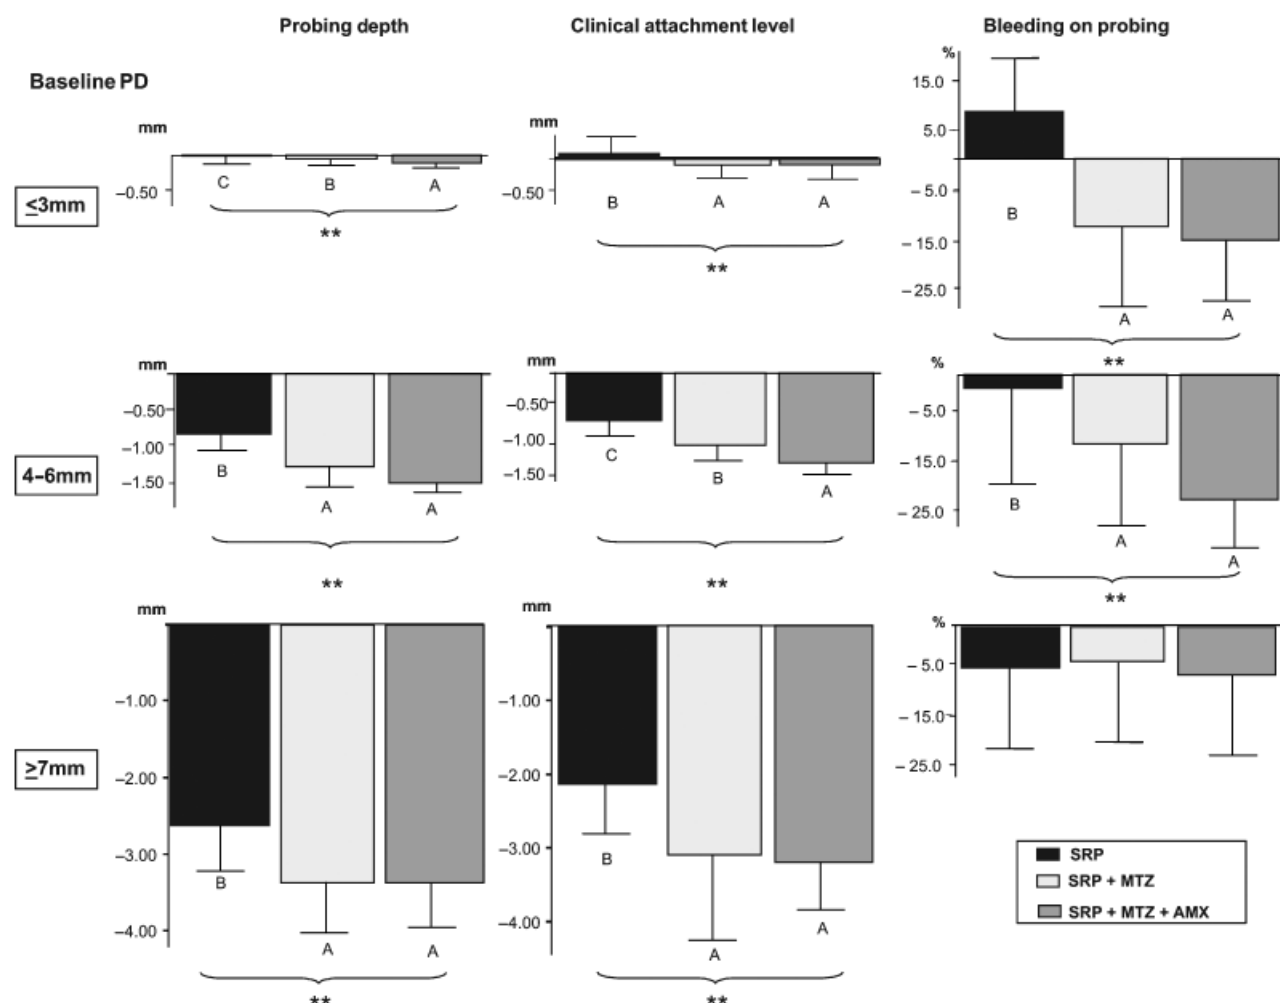 Probing depth
Clinical attachment level
Bleeding on probing
Baseline PD
≤3mm
mm
–0.50
C B A
**
mm
–0.50
B A A
**
%
15.0
5.0
– 5.0
– 15.0
– 25.0
B A A
**
4–6mm
mm
–0.50
–1.00
–1.50
B A A
**
mm
–0.50
–1.00
–1.50
C B A
**
%
– 5.0
– 15.0
– 25.0
B A A
**
≥7mm
mm
–1.00
–2.00
–3.00
–4.00
B A A
**
mm
–1.00
–2.00
–3.00
–4.00
B A A
**
%
– 5.0
– 15.0
– 25.0
SRP
SRP + MTZ
SRP + MTZ + AMX